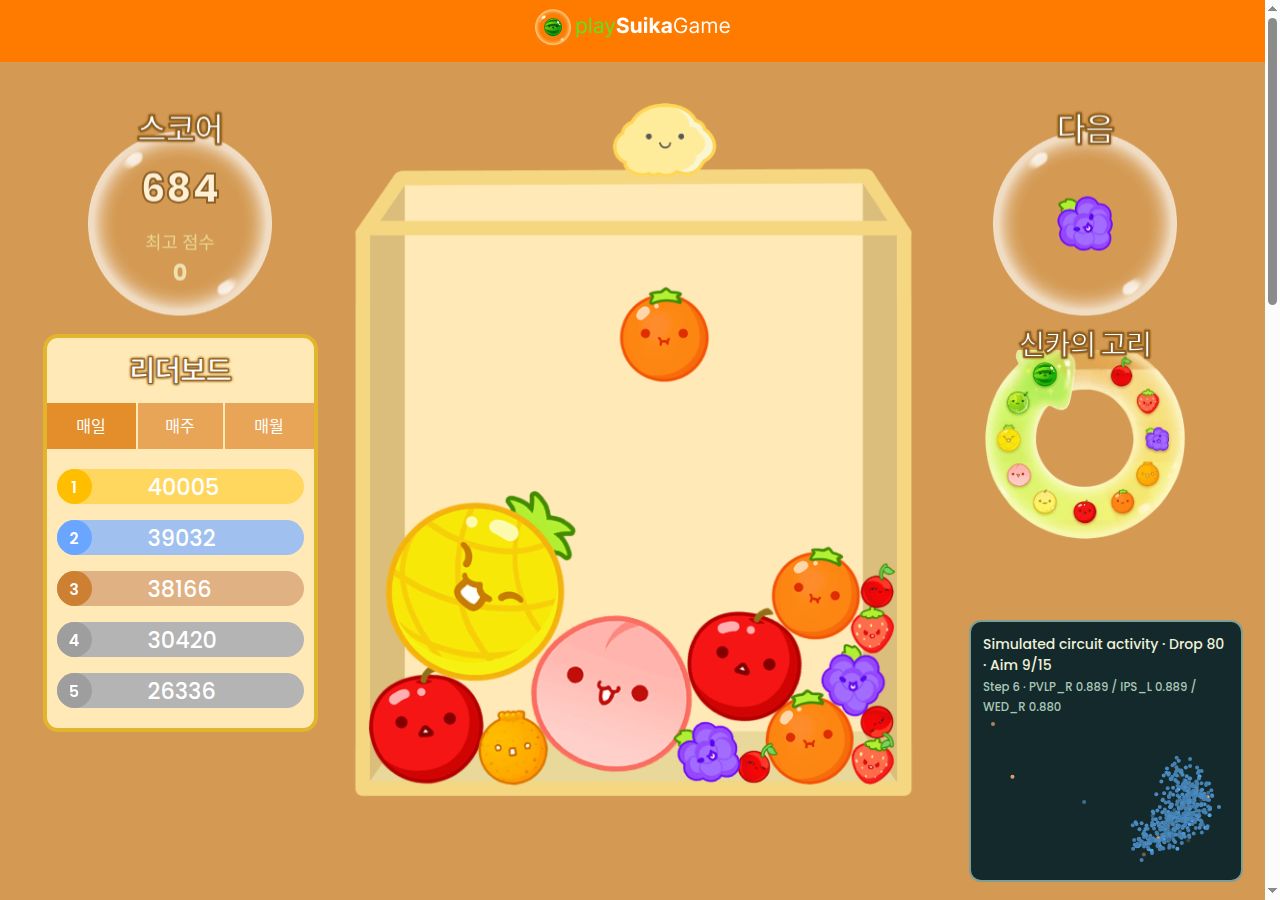 playSuikaGame
스코어
684
최고 점수
0
다음
신카의 고리
리더보드
매일 매주 매월
1 40005
2 39032
3 38166
4 30420
5 26336
Simulated circuit activity · Drop 80
· Aim 9/15
Step 6 · PVLP_R 0.889 / IPS_L 0.889 /
WED_R 0.880